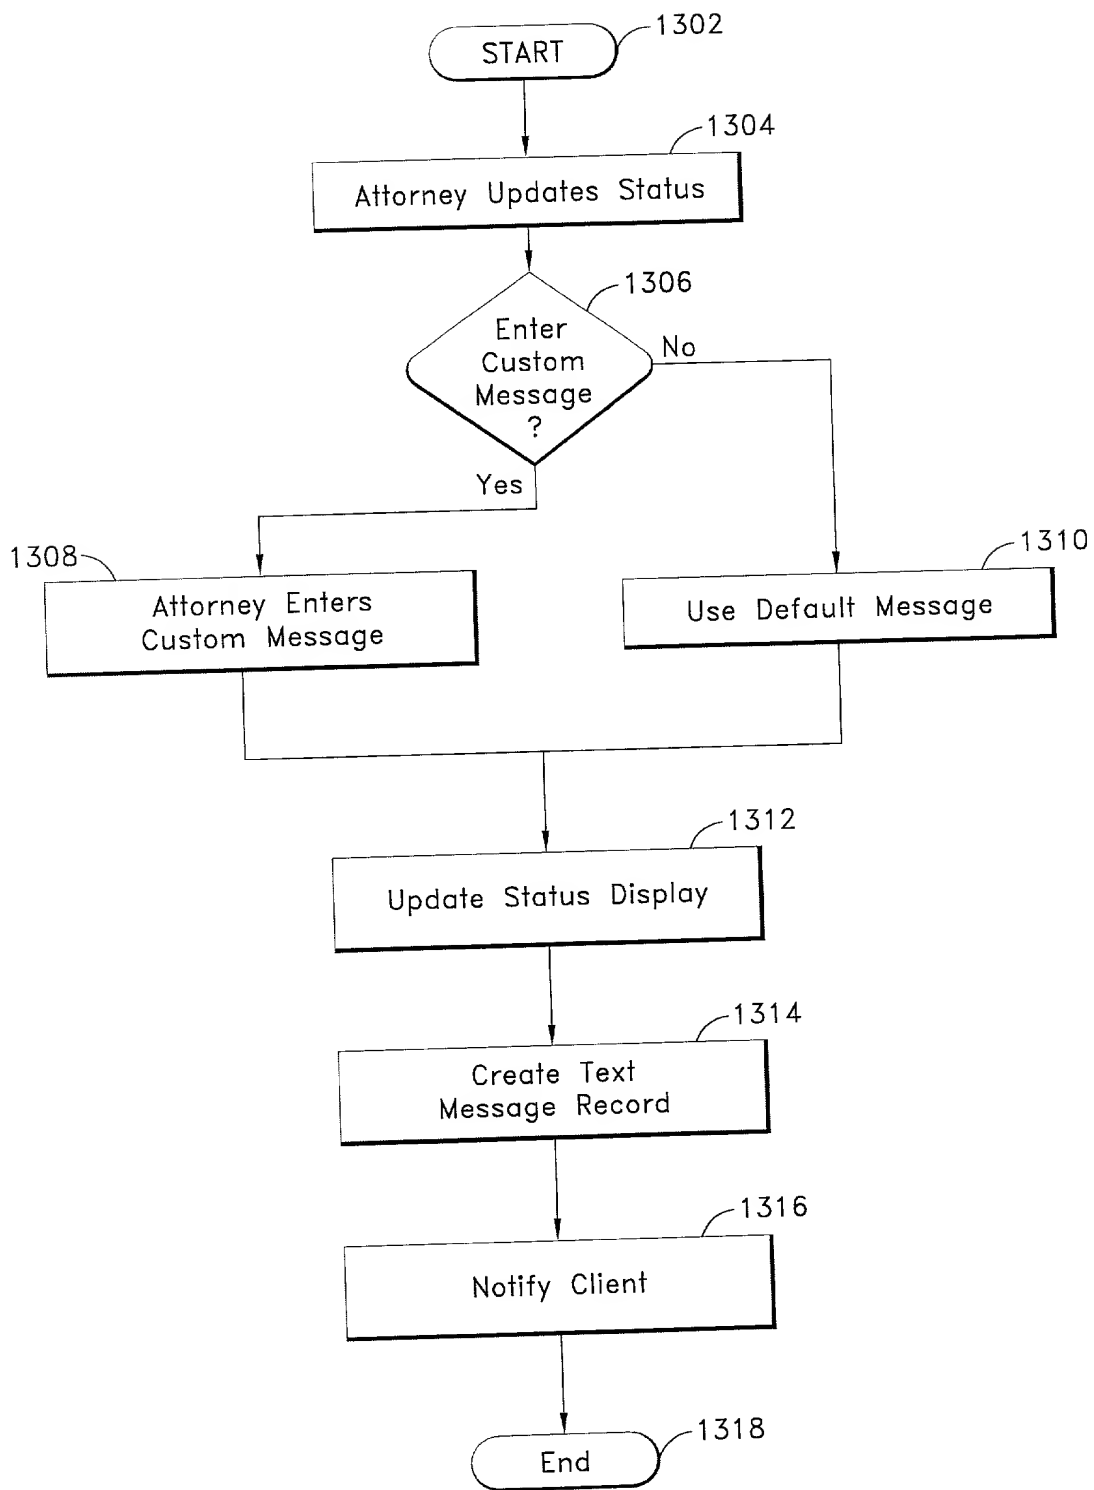 START
1302
1304
Attorney Updates Status
1306
Enter
Custom
Message
?
No
Yes
1308
Attorney Enters
Custom Message
1310
Use Default Message
1312
Update Status Display
1314
Create Text
Message Record
1316
Notify Client
1318
End